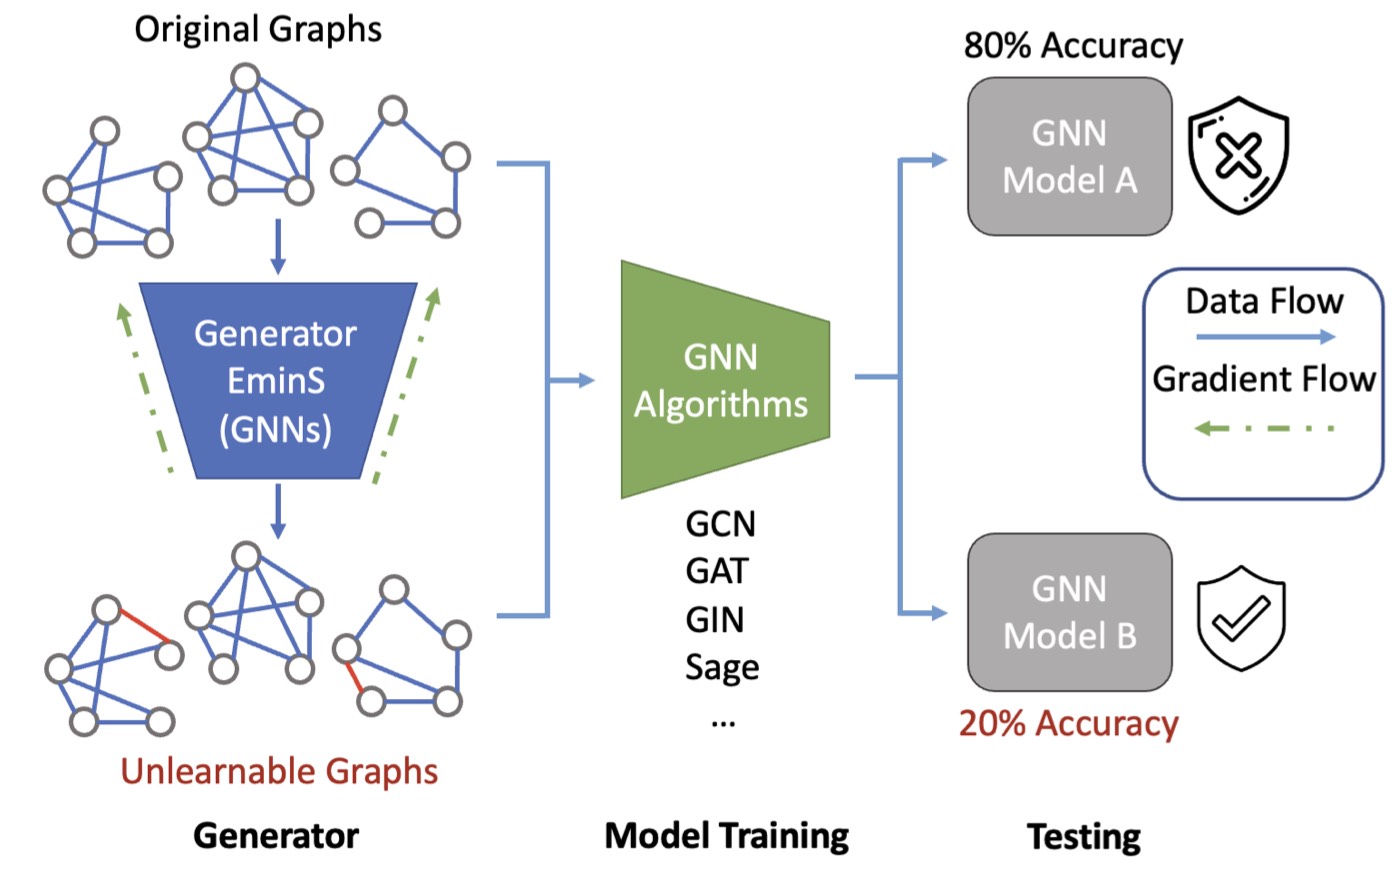 Original Graphs
Generator
EminS
(GNNs)
Unlearnable Graphs
Generator
GNN
Algorithms
GCN
GAT
GIN
Sage
...
Model Training
80% Accuracy
GNN
Model A
Data Flow
Gradient Flow
GNN
Model B
20% Accuracy
Testing